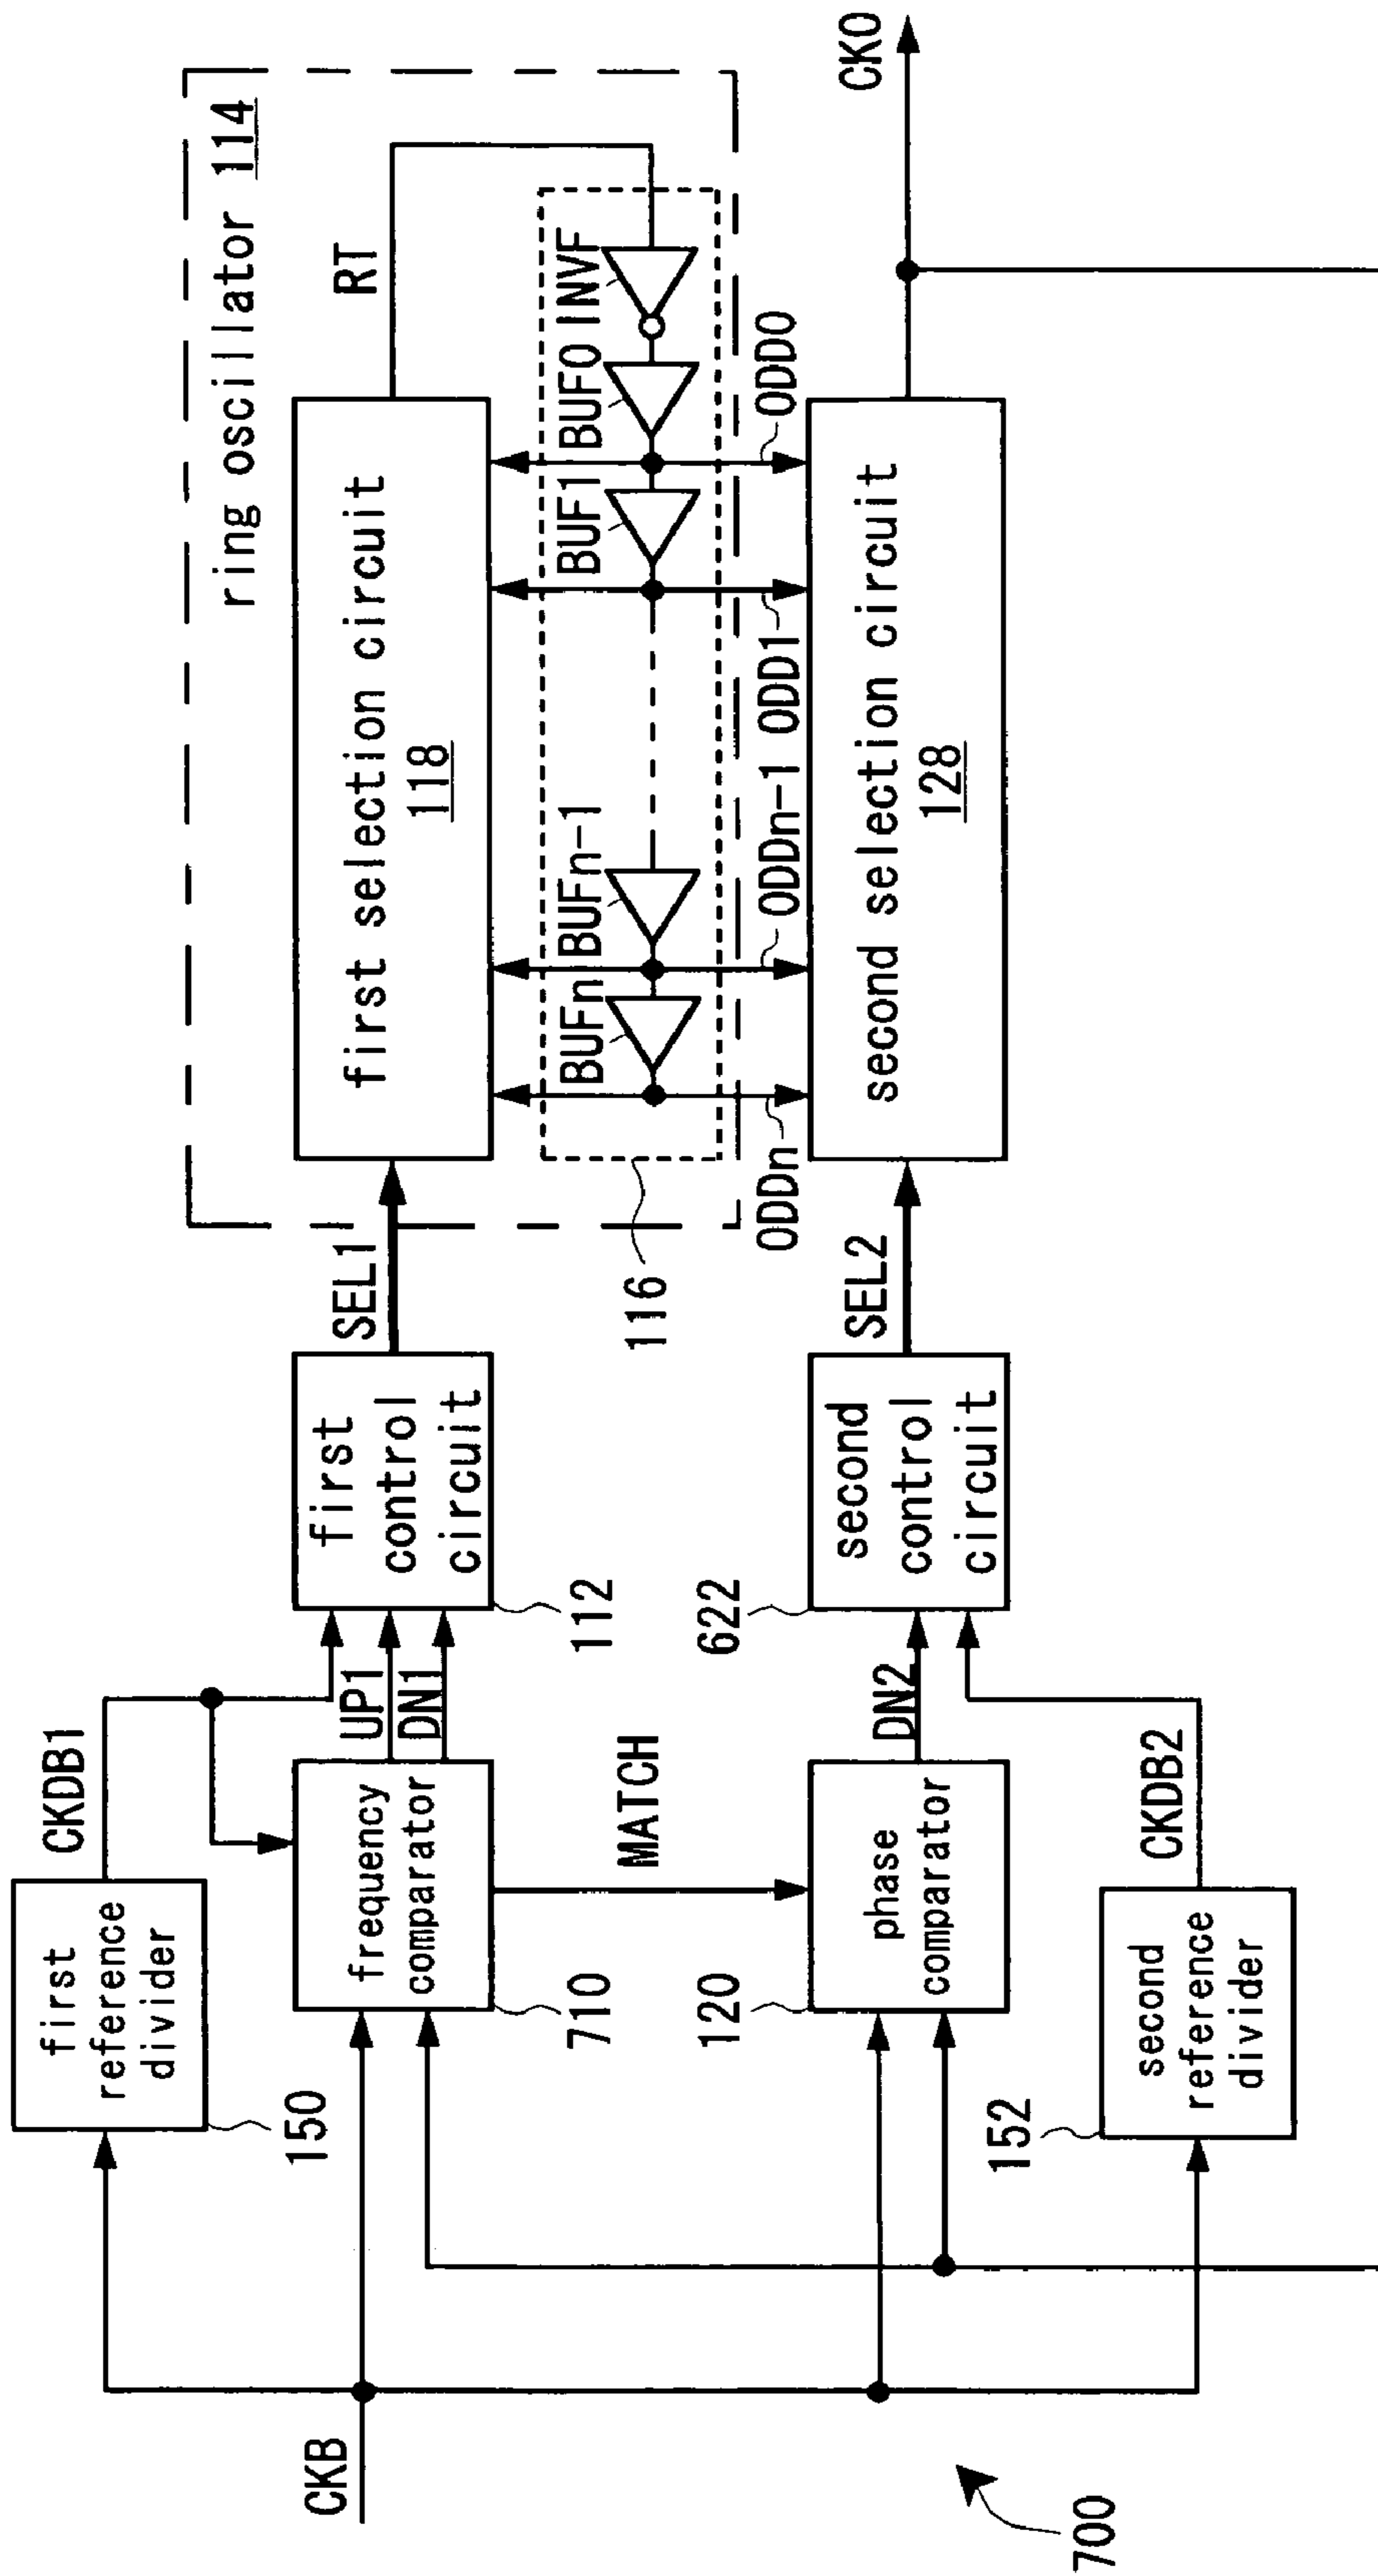 CKB
first
reference
divider
150
CKDB1
frequency
comparator
710
UP1
DN1
MATCH
first
control
circuit
112
SEL1
ring oscillator 114
first selection circuit
118
RT
BUFn
BUFn-1
BUF1
BUF0
INVF
116
ODDn
ODDn-1
ODD1
ODD0
phase
comparator
120
DN2
second
control
circuit
622
SEL2
second selection circuit
128
CKO
second
reference
divider
152
CKDB2
700